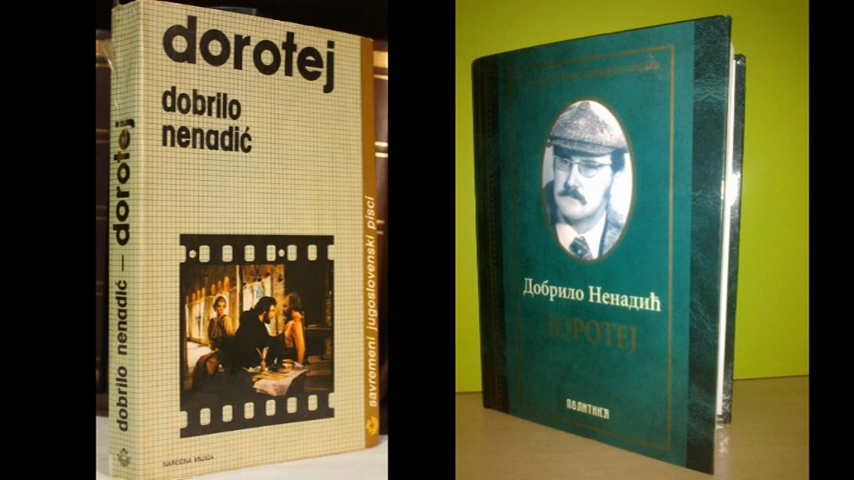 dorotej
dobrilo
nenadić
dobrilo nenadić — dorotej
savremeni jugoslovenski pisci
NARODNA KNJIGA
Добрило Ненадић
ДОРОТЕЈ
ПОЛИТИКА